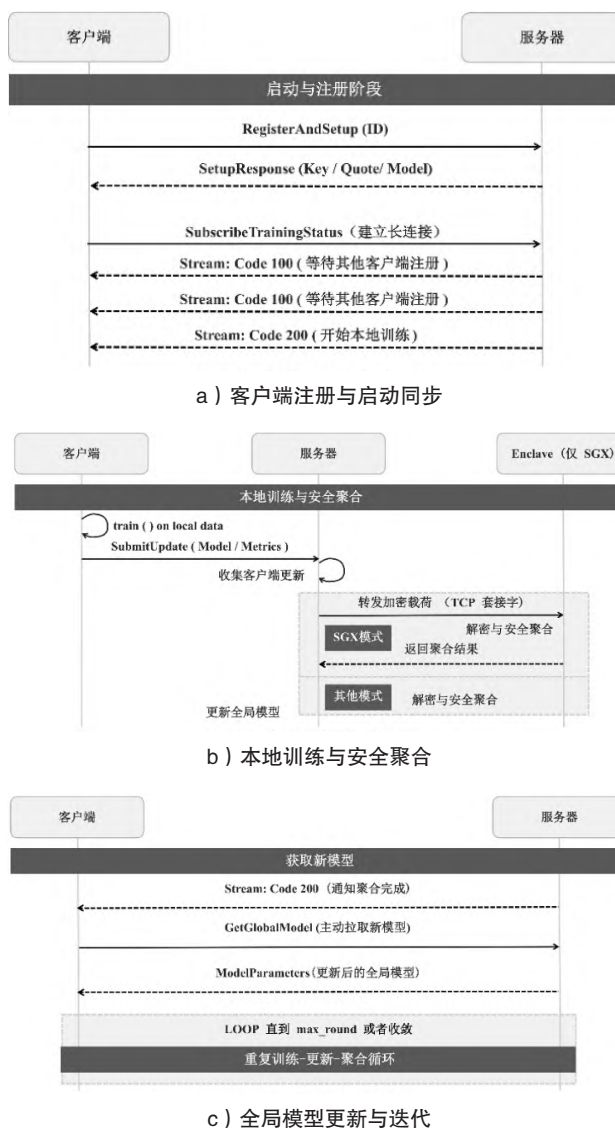 客户端 服务器
启动与注册阶段
RegisterAndSetup (ID)
SetupResponse (Key / Quote/ Model)
SubscribeTrainingStatus（建立长连接）
Stream: Code 100 ( 等待其他客户端注册 )
Stream: Code 100 ( 等待其他客户端注册 )
Stream: Code 200 ( 开始本地训练 )
a）客户端注册与启动同步
客户端 服务器 Enclave（仅 SGX）
本地训练与安全聚合
train ( ) on local data
SubmitUpdate ( Model / Metrics )
收集客户端更新
转发加密载荷 （TCP 套接字）
SGX模式 解密与安全聚合
返回聚合结果
其他模式 解密与安全聚合
更新全局模型
b）本地训练与安全聚合
客户端 服务器
获取新模型
Stream: Code 200（通知聚合完成）
GetGlobalModel (主动拉取新模型)
ModelParameters(更新后的全局模型)
LOOP 直到 max_round 或者收敛
重复训练-更新-聚合循环
c）全局模型更新与迭代